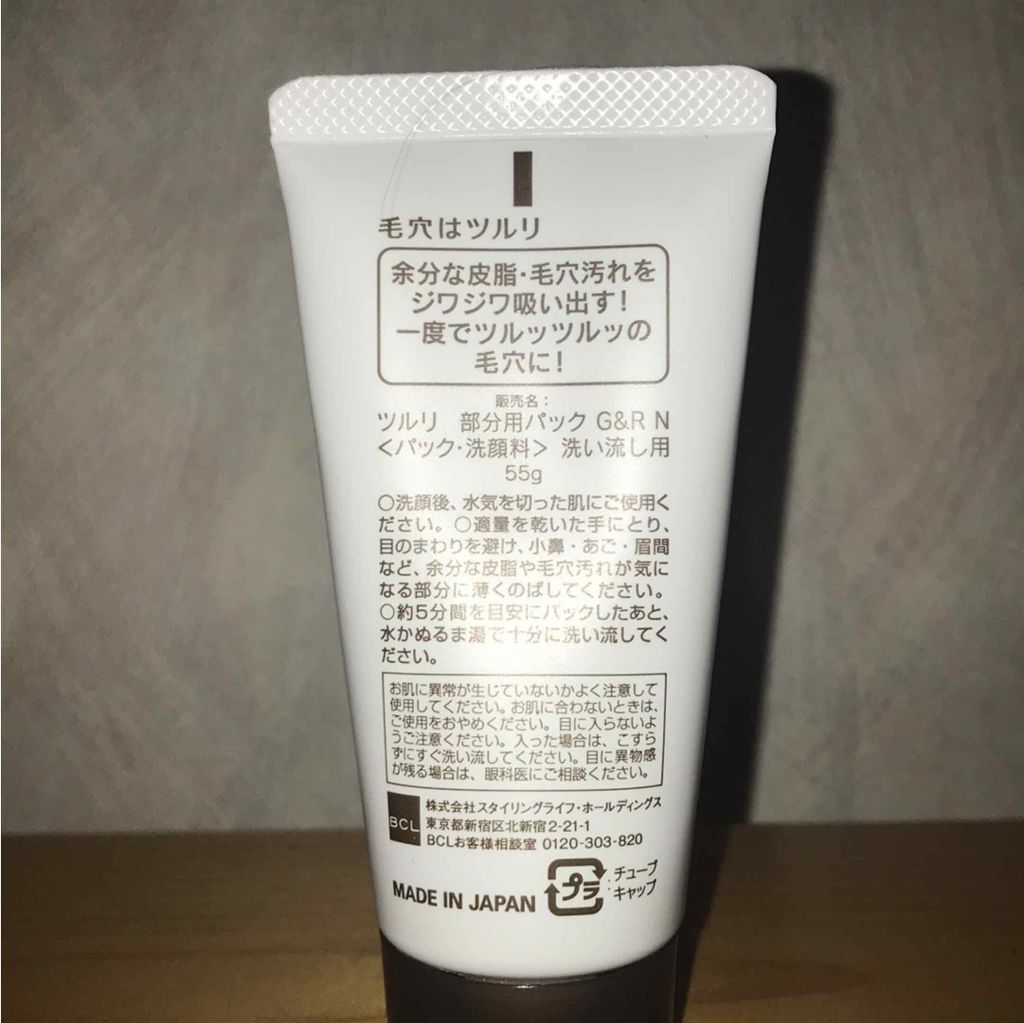 毛穴はツルリ
余分な皮脂・毛穴汚れを
ジワジワ吸い出す！
一度でツルッツルッの
毛穴に！
販売名：
ツルリ　部分用パック G&R N
＜パック・洗顔料＞ 洗い流し用
55g
○洗顔後、水気を切った肌にご使用く
ださい。○適量を乾いた手にとり、
目のまわりを避け、小鼻・あご・眉間
など、余分な皮脂や毛穴汚れが気に
なる部分に薄くのばしてください。
○約5分間を目安にパックしたあと、
水かぬるま湯で十分に洗い流してく
ださい。
お肌に異常が生じていないかよく注意して
使用してください。お肌に合わないときは、
ご使用をおやめください。目に入らないよ
うご注意ください。入った場合は、こすら
ずにすぐ洗い流してください。目に異物感
が残る場合は、眼科医にご相談ください。
BCL
株式会社スタイリングライフ・ホールディングス
東京都新宿区北新宿2-21-1
BCLお客様相談室 0120-303-820
MADE IN JAPAN
プラ
チューブ
キャップ